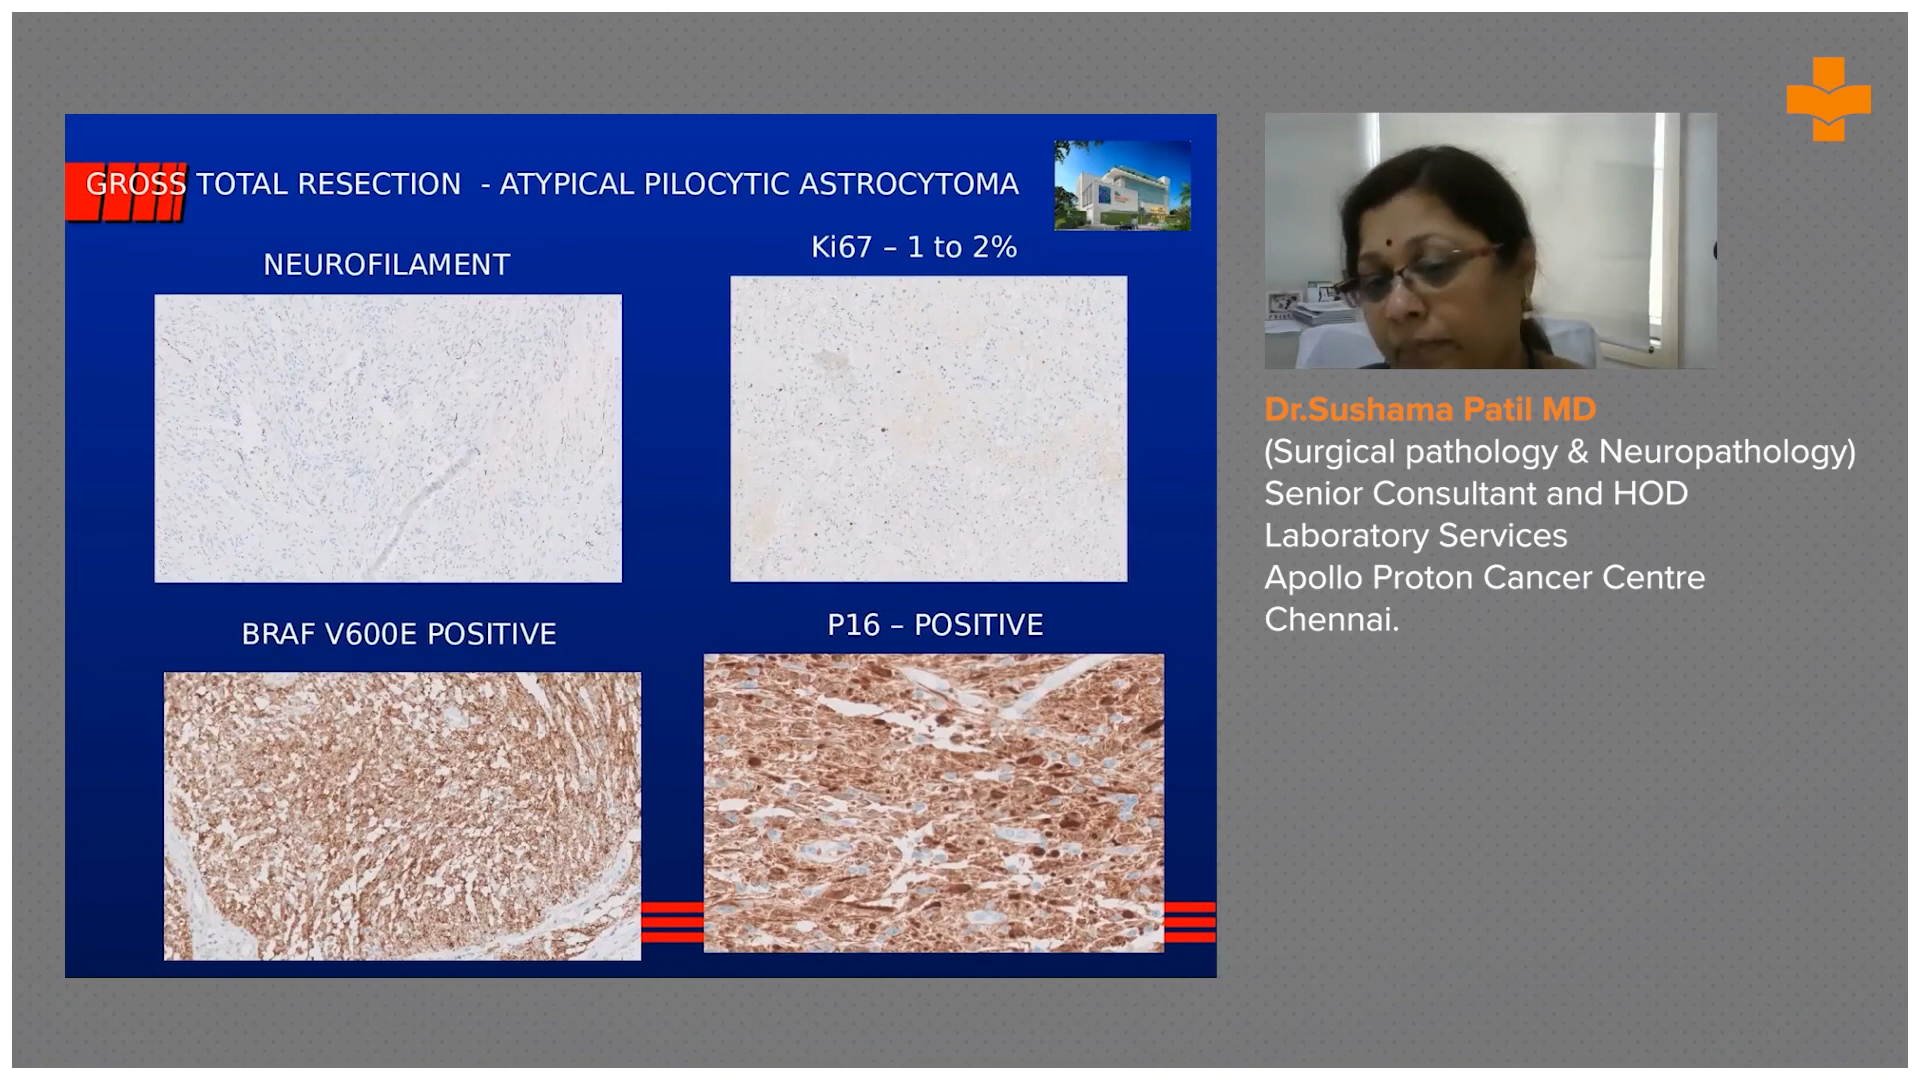 GROSS TOTAL RESECTION - ATYPICAL PILOCYTIC ASTROCYTOMA
NEUROFILAMENT
Ki67 – 1 to 2%
BRAF V600E POSITIVE
P16 – POSITIVE
Dr.Sushama Patil MD
(Surgical pathology & Neuropathology)
Senior Consultant and HOD
Laboratory Services
Apollo Proton Cancer Centre
Chennai.